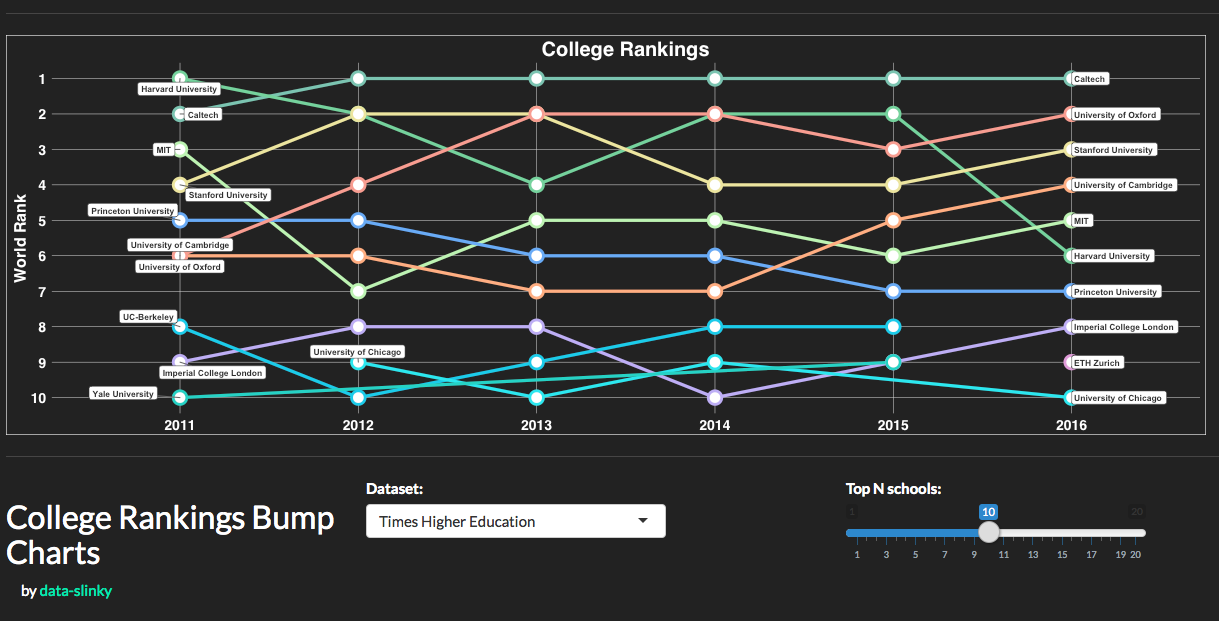 College Rankings
World Rank
1
2
3
4
5
6
7
8
9
10
Harvard University
Caltech
MIT
Stanford University
Princeton University
University of Cambridge
University of Oxford
UC-Berkeley
University of Chicago
Imperial College London
Yale University
Caltech
University of Oxford
Stanford University
University of Cambridge
MIT
Harvard University
Princeton University
Imperial College London
ETH Zurich
University of Chicago
2011 2012 2013 2014 2015 2016
College Rankings Bump
Charts
by data-slinky
Dataset:
Times Higher Education
Top N schools:
1 10 20
1 3 5 7 9 11 13 15 17 19 20